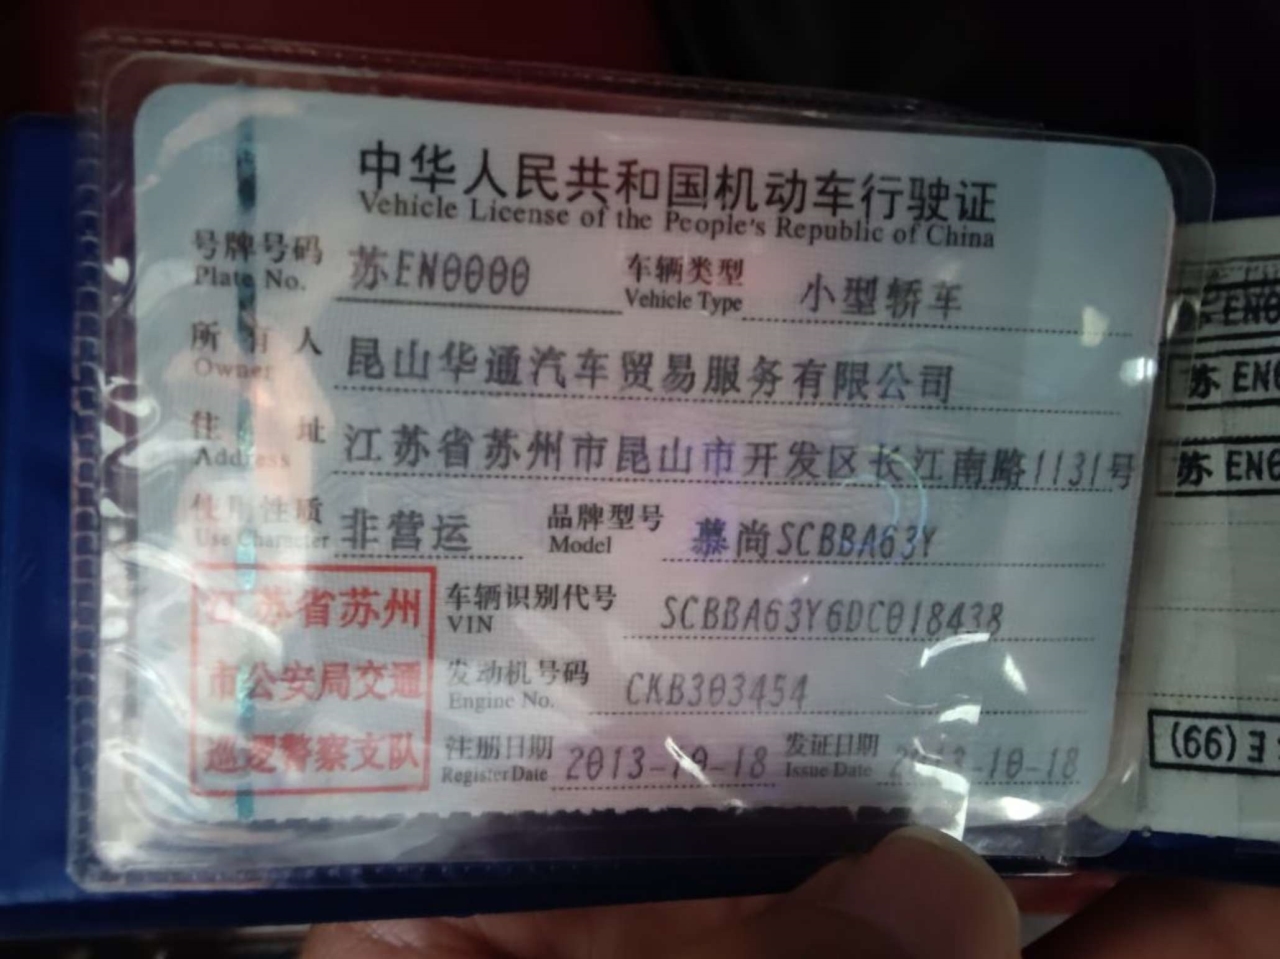 中华人民共和国机动车行驶证
Vehicle License of the People's Republic of China
号牌号码 苏EN0000 车辆类型 小型轿车
Plate No. Vehicle Type
所有人 昆山华通汽车贸易服务有限公司
Owner
住址 江苏省苏州市昆山市开发区长江南路1131号
Address
使用性质 非营运 品牌型号 慕尚SCBBA63Y
Use Character Model
江苏省苏州
市公安局交通
巡逻警察支队
车辆识别代号 SCBBA63Y6DC018438
VIN
发动机号码 CKB303454
Engine No.
注册日期 2013-10-18 发证日期 2013-10-18
Register Date Issue Date
苏 EN0
苏 EN0
苏 EN0
(66)